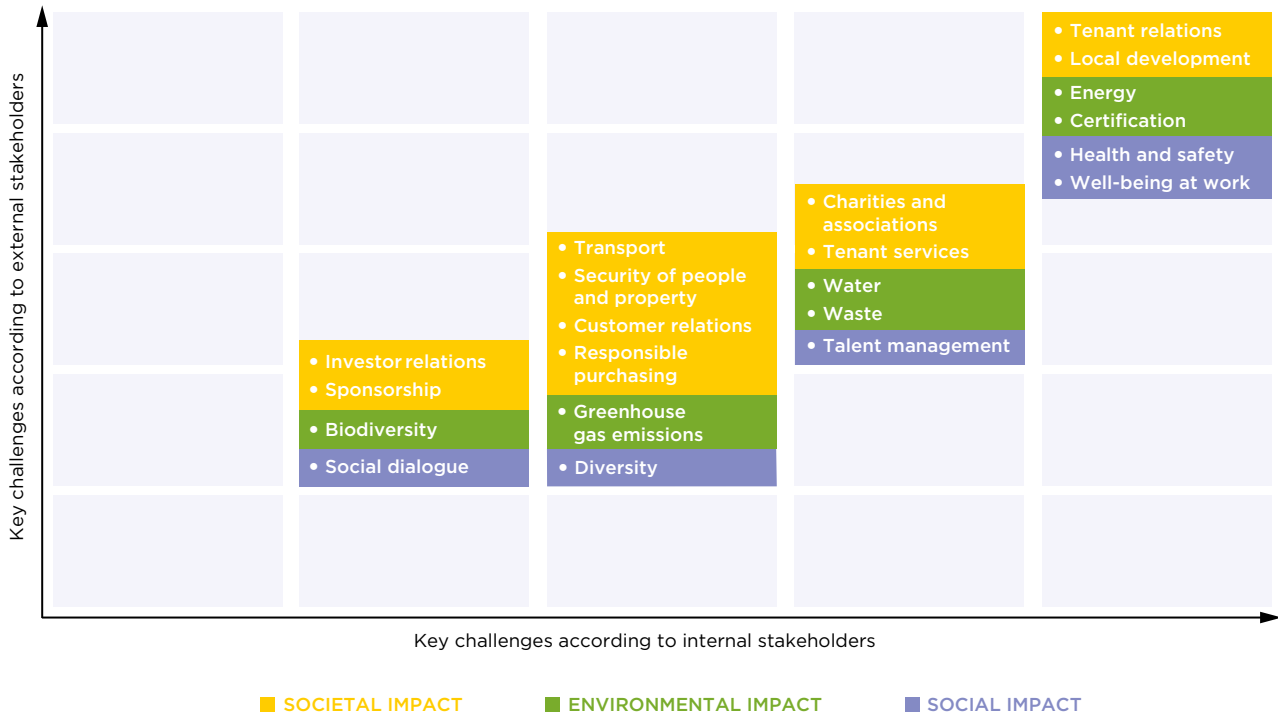 Key challenges according to external stakeholders
• Investor relations
• Sponsorship
• Biodiversity
• Social dialogue
• Transport
• Security of people
and property
• Customer relations
• Responsible
purchasing
• Greenhouse
gas emissions
• Diversity
• Charities and
associations
• Tenant services
• Water
• Waste
• Talent management
• Tenant relations
• Local development
• Energy
• Certification
• Health and safety
• Well-being at work
Key challenges according to internal stakeholders
SOCIETAL IMPACT
ENVIRONMENTAL IMPACT
SOCIAL IMPACT